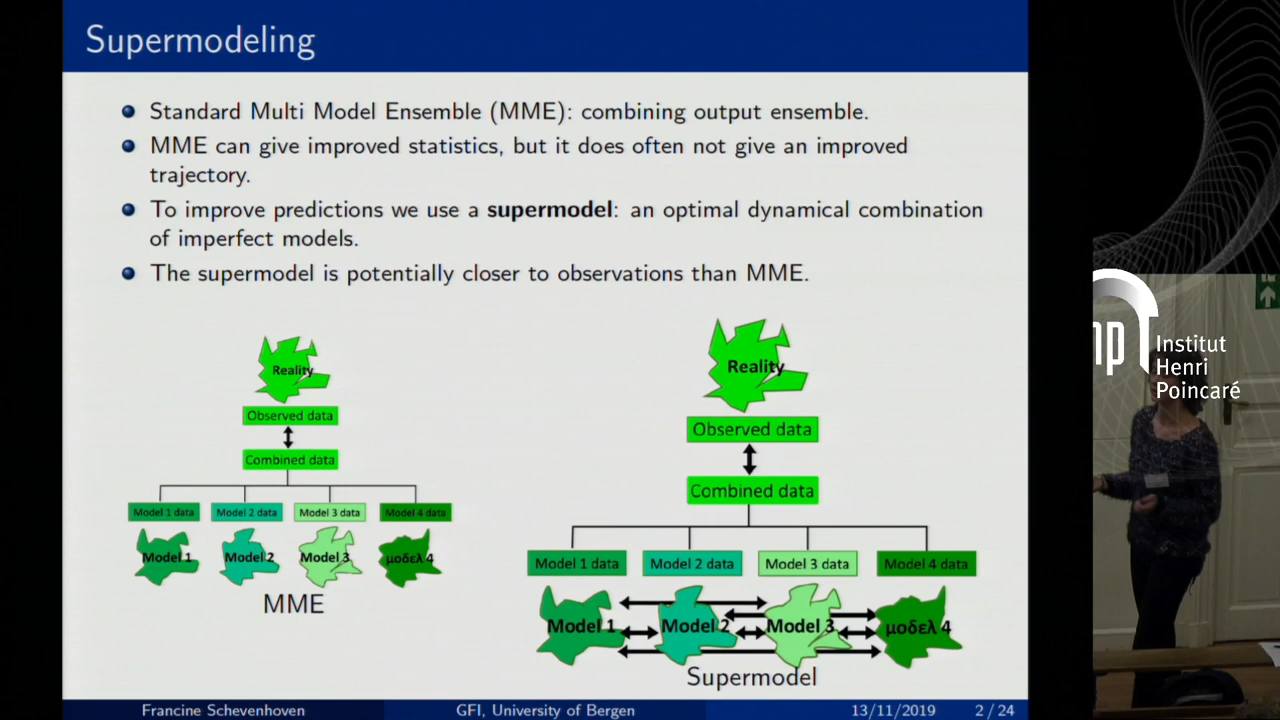 Supermodeling
Standard Multi Model Ensemble (MME): combining output ensemble.
MME can give improved statistics, but it does often not give an improved
trajectory.
To improve predictions we use a supermodel: an optimal dynamical combination
of imperfect models.
The supermodel is potentially closer to observations than MME.
Reality
Observed data
Combined data
Model 1 data
Model 2 data
Model 3 data
Model 4 data
Model 1
Model 2
Model 3
μοδελ 4
MME
Reality
Observed data
Combined data
Model 1 data
Model 2 data
Model 3 data
Model 4 data
Model 1
Model 2
Model 3
μοδελ 4
Supermodel
Francine Schevenhoven
GFI, University of Bergen
13/11/2019
2 / 24
Institut
Henri
Poincaré